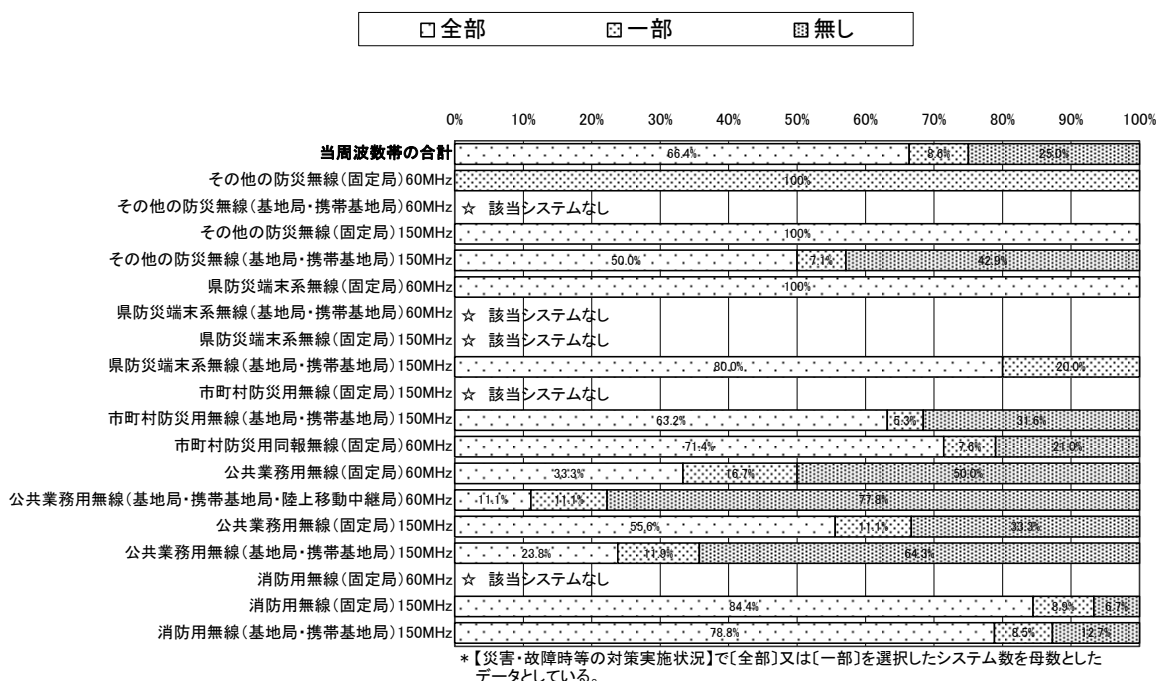 全部 一部 無し
0% 10% 20% 30% 40% 50% 60% 70% 80% 90% 100%
当周波数帯の合計 66.4% 8.6% 25.0%
その他の防災無線(固定局)60MHz 100%
その他の防災無線(基地局・携帯基地局)60MHz ☆ 該当システムなし
その他の防災無線(固定局)150MHz 100%
その他の防災無線(基地局・携帯基地局)150MHz 50.0% 7.1% 42.9%
県防災端末系無線(固定局)60MHz 100%
県防災端末系無線(基地局・携帯基地局)60MHz ☆ 該当システムなし
県防災端末系無線(固定局)150MHz ☆ 該当システムなし
県防災端末系無線(基地局・携帯基地局)150MHz 80.0% 20.0%
市町村防災用無線(固定局)150MHz ☆ 該当システムなし
市町村防災用無線(基地局・携帯基地局)150MHz 63.2% 5.3% 31.6%
市町村防災用同報無線(固定局)60MHz 71.4% 7.6% 21.0%
公共業務用無線(固定局)60MHz 33.3% 16.7% 50.0%
公共業務用無線(基地局・携帯基地局・陸上移動中継局)60MHz 11.1% 11.1% 77.8%
公共業務用無線(固定局)150MHz 55.6% 11.1% 33.3%
公共業務用無線(基地局・携帯基地局)150MHz 23.8% 11.9% 64.3%
消防用無線(固定局)60MHz ☆ 該当システムなし
消防用無線(固定局)150MHz 84.4% 8.9% 6.7%
消防用無線(基地局・携帯基地局)150MHz 78.8% 8.5% 12.7%
*【災害・故障時等の対策実施状況】で〔全部〕又は〔一部〕を選択したシステム数を母数とした
データとしている。